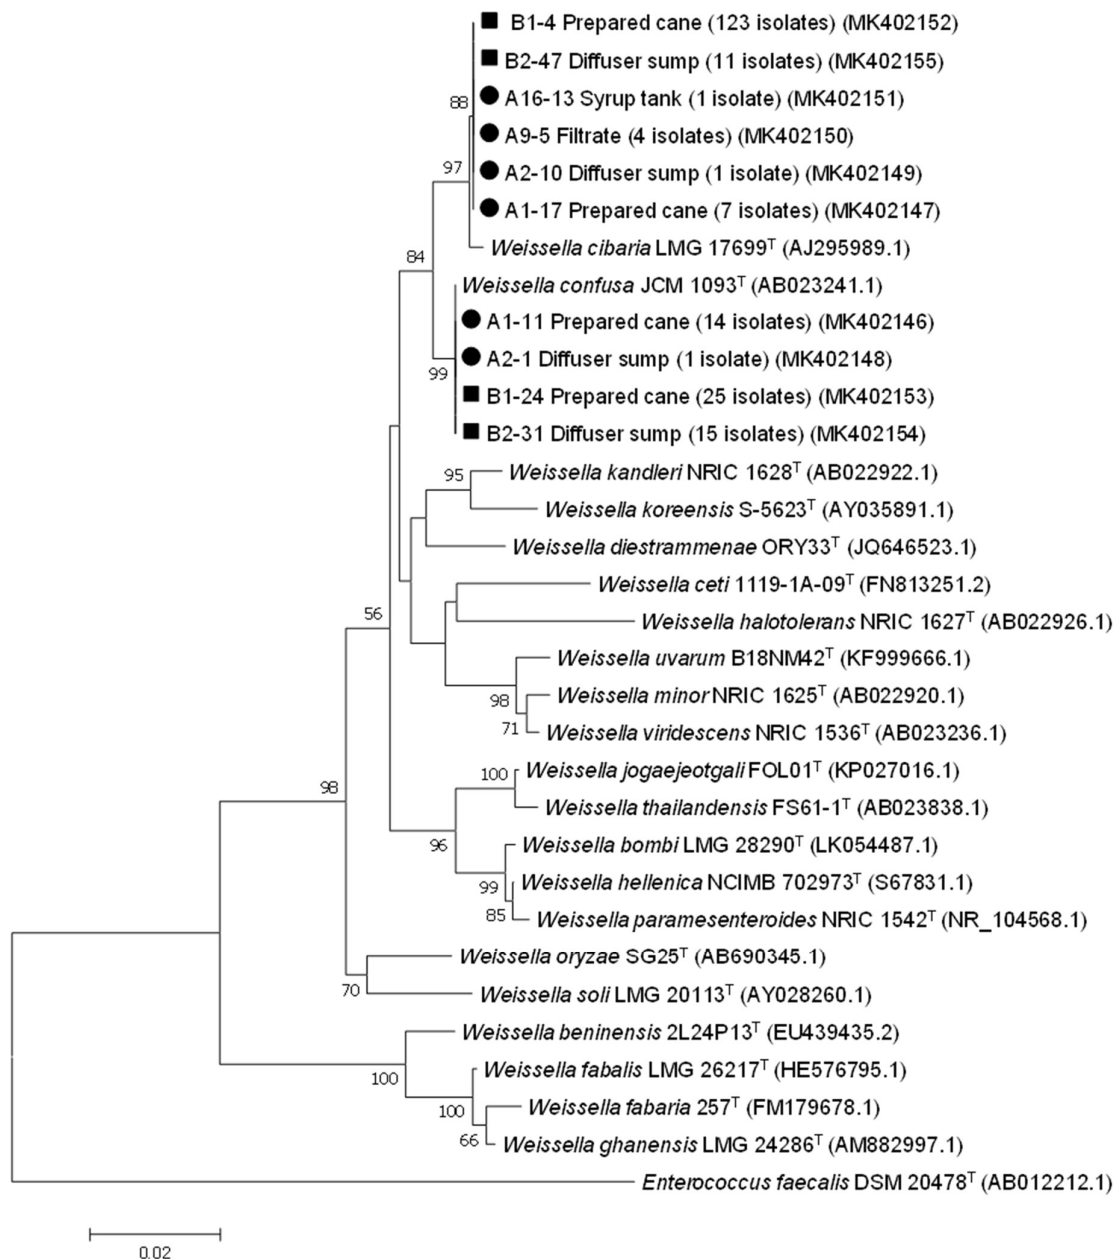 B1-4 Prepared cane (123 isolates) (MK402152)
B2-47 Diffuser sump (11 isolates) (MK402155)
88
A16-13 Syrup tank (1 isolate) (MK402151)
A9-5 Filtrate (4 isolates) (MK402150)
97
A2-10 Diffuser sump (1 isolate) (MK402149)
A1-17 Prepared cane (7 isolates) (MK402147)
Weissella cibaria LMG 17699ᵀ (AJ295989.1)
84
Weissella confusa JCM 1093ᵀ (AB023241.1)
A1-11 Prepared cane (14 isolates) (MK402146)
A2-1 Diffuser sump (1 isolate) (MK402148)
99
B1-24 Prepared cane (25 isolates) (MK402153)
B2-31 Diffuser sump (15 isolates) (MK402154)
95
Weissella kandleri NRIC 1628ᵀ (AB022922.1)
Weissella koreensis S-5623ᵀ (AY035891.1)
Weissella diestrammenae ORY33ᵀ (JQ646523.1)
Weissella ceti 1119-1A-09ᵀ (FN813251.2)
56
Weissella halotolerans NRIC 1627ᵀ (AB022926.1)
Weissella uvarum B18NM42ᵀ (KF999666.1)
98
Weissella minor NRIC 1625ᵀ (AB022920.1)
71
Weissella viridescens NRIC 1536ᵀ (AB023236.1)
100
Weissella jogaejeotgali FOL01ᵀ (KP027016.1)
98
Weissella thailandensis FS61-1ᵀ (AB023838.1)
96
Weissella bombi LMG 28290ᵀ (LK054487.1)
99
Weissella hellenica NCIMB 702973ᵀ (S67831.1)
85
Weissella paramesenteroides NRIC 1542ᵀ (NR_104568.1)
Weissella oryzae SG25ᵀ (AB690345.1)
70
Weissella soli LMG 20113ᵀ (AY028260.1)
Weissella beninensis 2L24P13ᵀ (EU439435.2)
100
Weissella fabalis LMG 26217ᵀ (HE576795.1)
100
Weissella fabaria 257ᵀ (FM179678.1)
66
Weissella ghanensis LMG 24286ᵀ (AM882997.1)
Enterococcus faecalis DSM 20478ᵀ (AB012212.1)
0.02